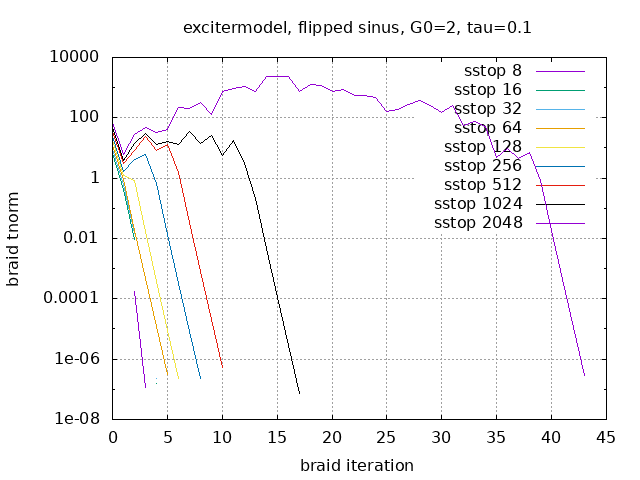 excitermodel, flipped sinus, G0=2, tau=0.1
10000
100
1
0.01
0.0001
1e-06
1e-08
braid tnorm
sstop 8
sstop 16
sstop 32
sstop 64
sstop 128
sstop 256
sstop 512
sstop 1024
sstop 2048
0 5 10 15 20 25 30 35 40 45
braid iteration